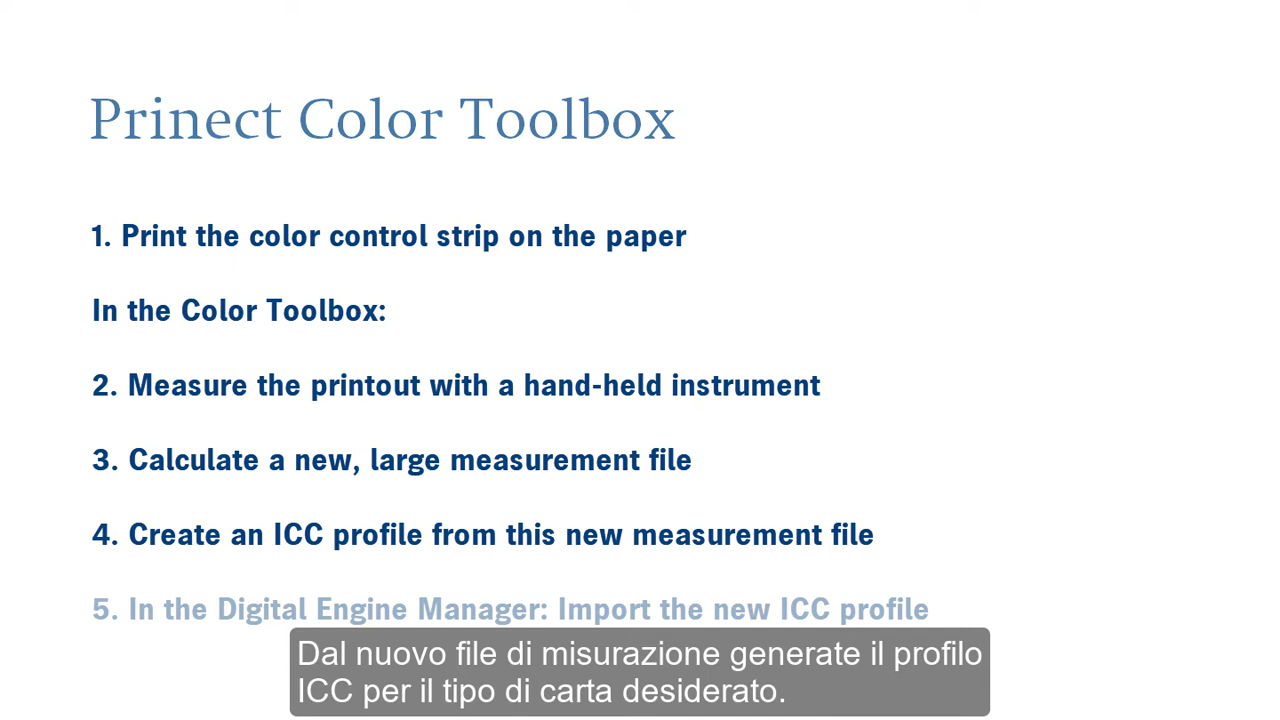 Prinect Color Toolbox
1. Print the color control strip on the paper
In the Color Toolbox:
2. Measure the printout with a hand-held instrument
3. Calculate a new, large measurement file
4. Create an ICC profile from this new measurement file
5. In the Digital Engine Manager: Import the new ICC profile
Dal nuovo file di misurazione generate il profilo
ICC per il tipo di carta desiderato.